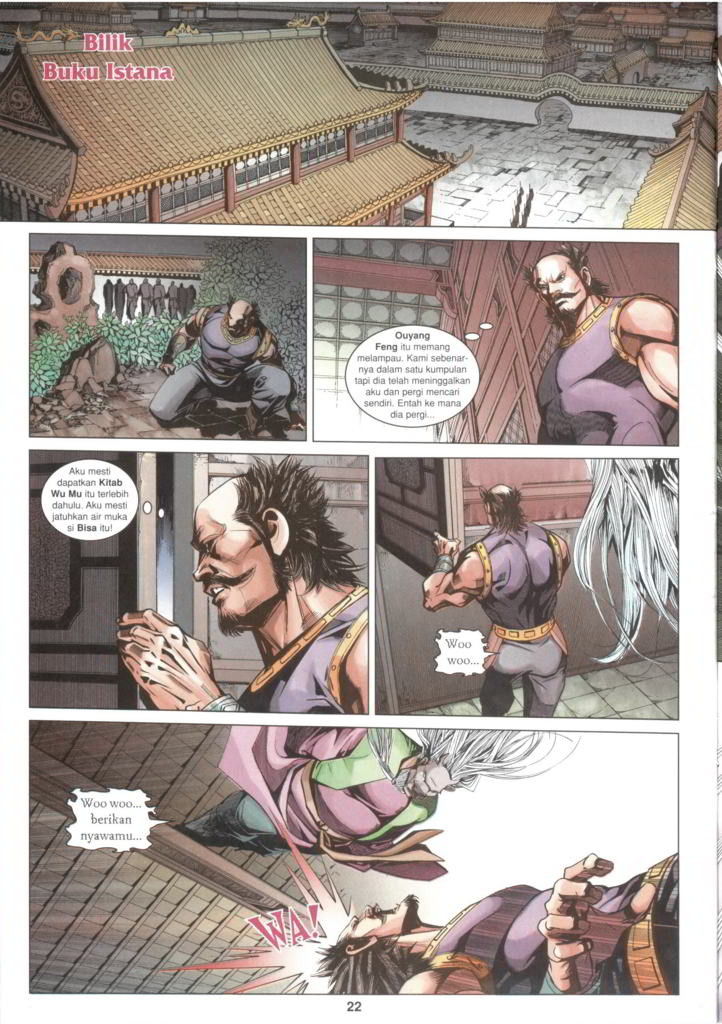 Bilik
Buku Istana
Ouyang
Feng itu memang
melampau. Kami sebenar-
nya dalam satu kumpulan
tapi dia telah meninggalkan
aku dan pergi mencari
sendiri. Entah ke mana
dia pergi...
Aku mesti
dapatkan Kitab
Wu Mu itu terlebih
dahulu. Aku mesti
jatuhkan air muka
si Bisa itu!
Woo
woo...
Woo woo...
berikan
nyawamu...
WA!
22